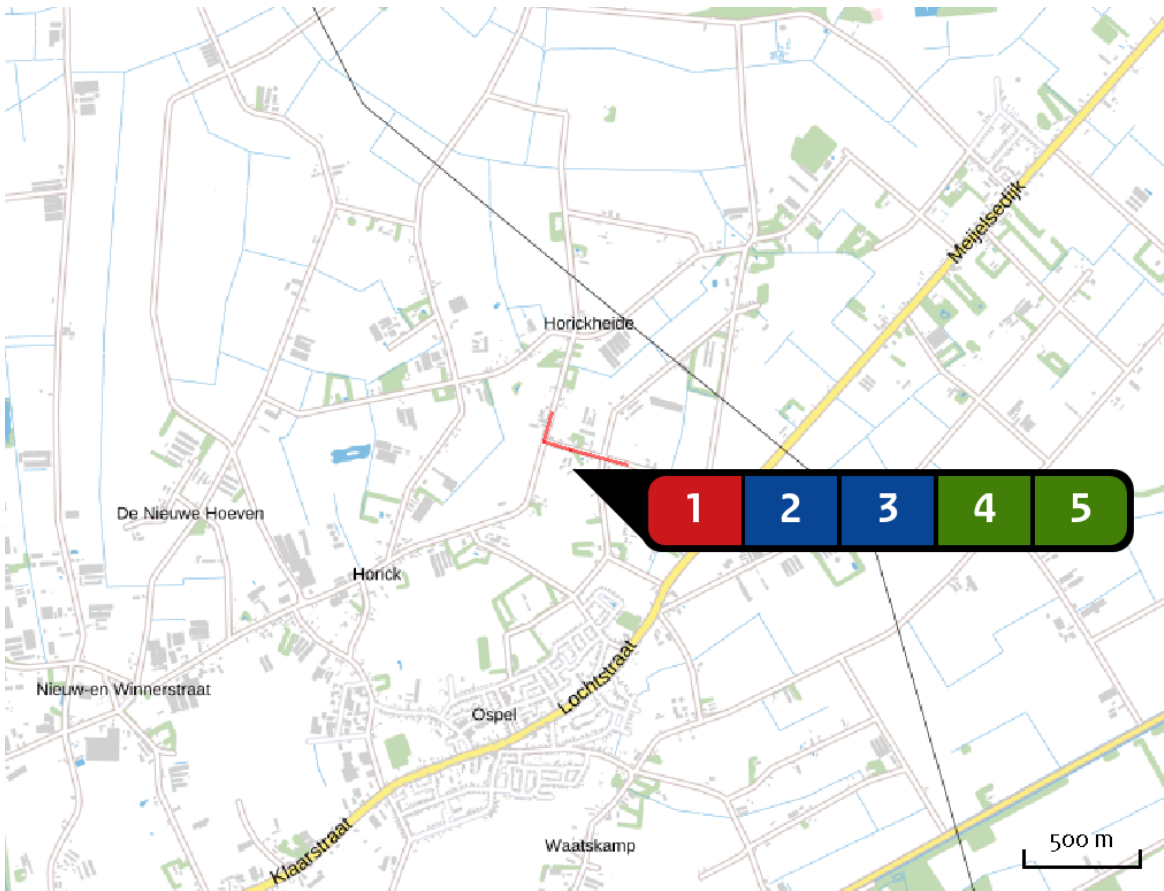 Meijelsedijk
Horickheide
1 2 3 4 5
De Nieuwe Hoeven
Horick
Lochtstraat
Nieuw-en Winnerstraat
Ospel
Klaarstraat
Waatskamp
500 m